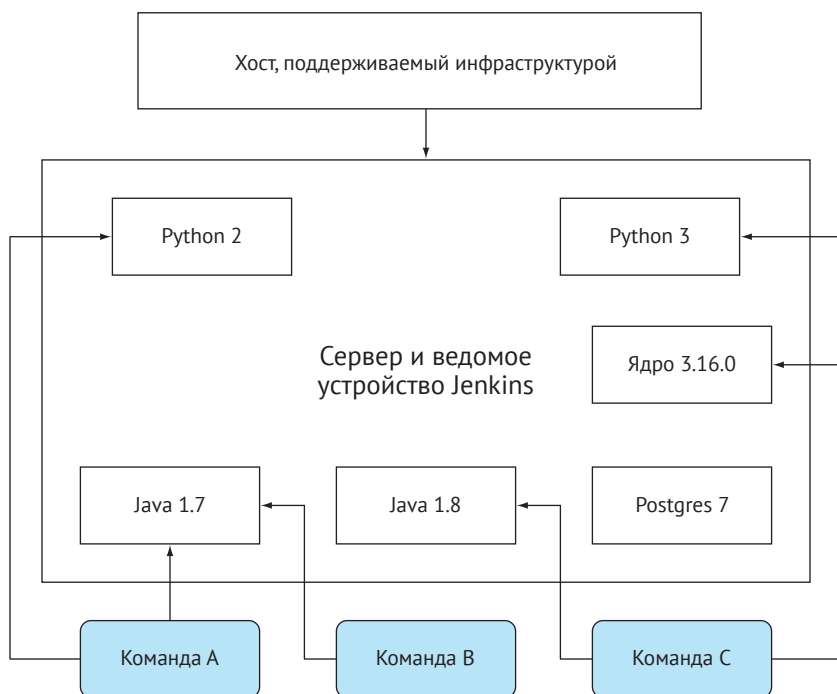 Хост, поддерживаемый инфраструктурой
Python 2
Python 3
Ядро 3.16.0
Сервер и ведомое
устройство Jenkins
Java 1.7
Java 1.8
Postgres 7
Команда A
Команда B
Команда C